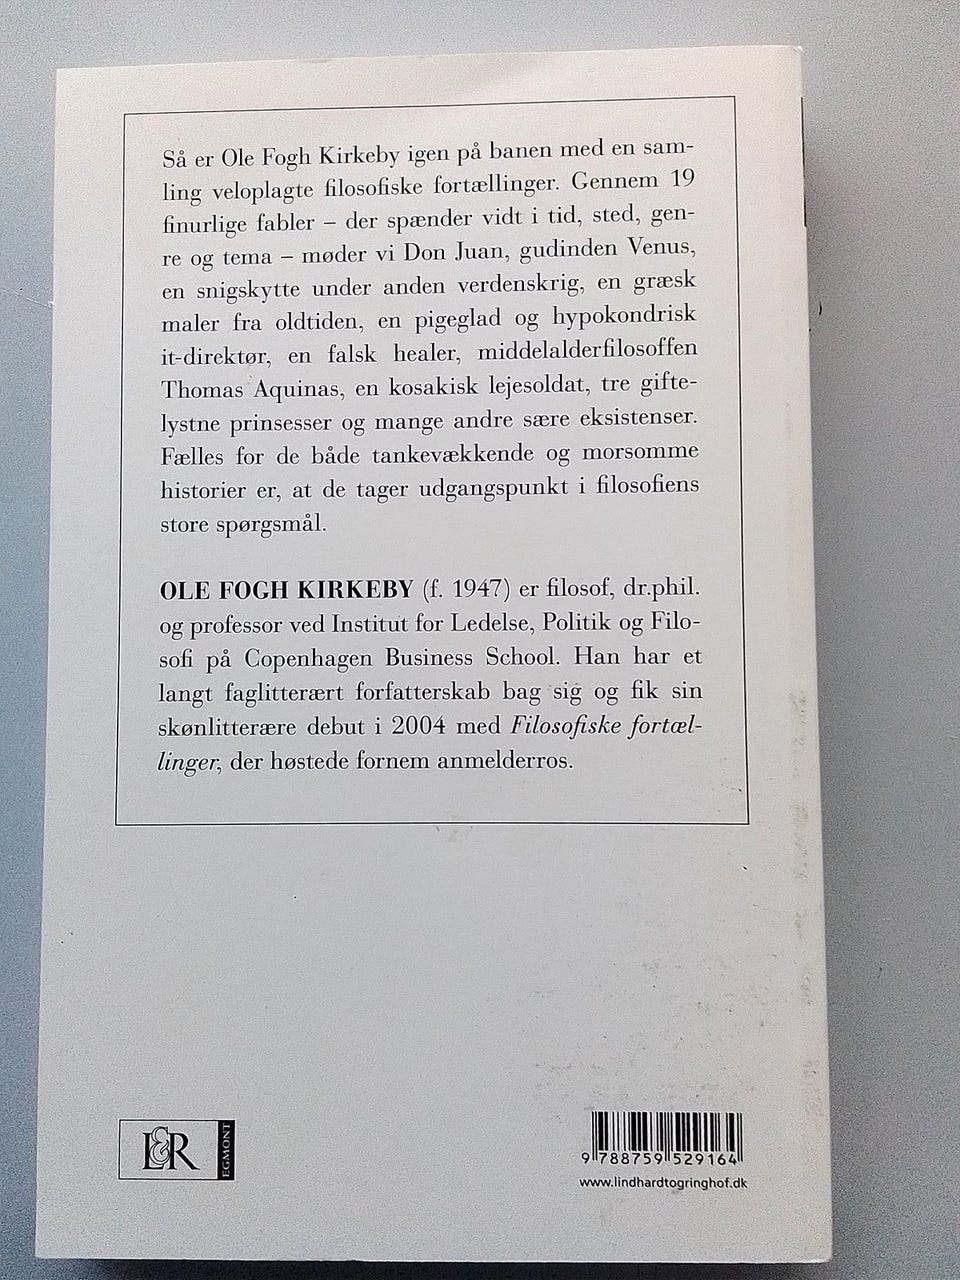 Så er Ole Fogh Kirkeby igen på banen med en sam-
ling veloplagte filosofiske fortællinger. Gennem 19
finurlige fabler – der spænder vidt i tid, sted, gen-
re og tema – møder vi Don Juan, gudinden Venus,
en snigskytte under anden verdenskrig, en græsk
maler fra oldtiden, en pigeglad og hypokondrisk
it-direktør, en falsk healer, middelalderfilosoffen
Thomas Aquinas, en kosakisk lejesoldat, tre gifte-
lystne prinsesser og mange andre sære eksistenser.
Fælles for de både tankevækkende og morsomme
historier er, at de tager udgangspunkt i filosofiens
store spørgsmål.
OLE FOGH KIRKEBY (f. 1947) er filosof, dr.phil.
og professor ved Institut for Ledelse, Politik og Filo-
sofi på Copenhagen Business School. Han har et
langt faglitterært forfatterskab bag sig og fik sin
skønlitterære debut i 2004 med Filosofiske fortæl-
linger, der høstede fornem anmelderros.
L&R EGMONT
9 788759 529164
www.lindhardtogringhof.dk